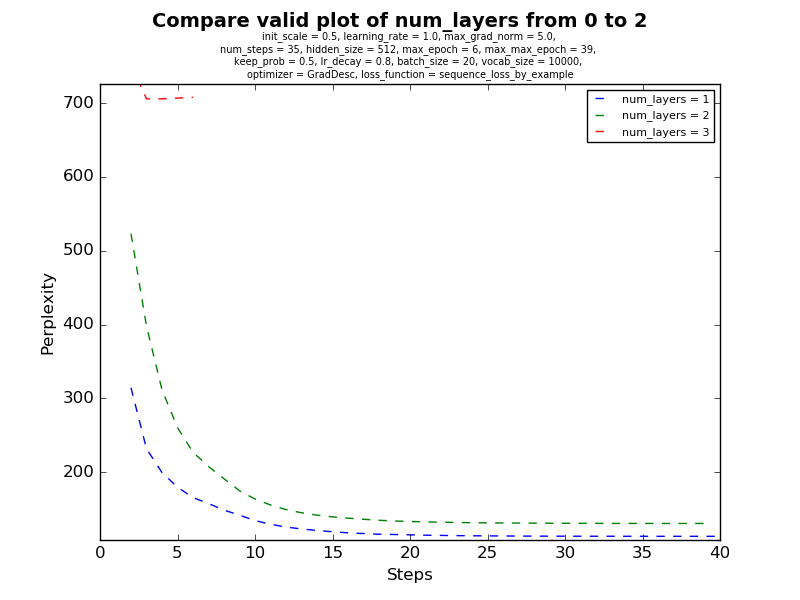 Compare valid plot of num_layers from 0 to 2
init_scale = 0.5, learning_rate = 1.0, max_grad_norm = 5.0,
num_steps = 35, hidden_size = 512, max_epoch = 6, max_max_epoch = 39,
keep_prob = 0.5, lr_decay = 0.8, batch_size = 20, vocab_size = 10000,
optimizer = GradDesc, loss_function = sequence_loss_by_example
num_layers = 1
num_layers = 2
num_layers = 3
700
600
500
400
300
200
Perplexity
0 5 10 15 20 25 30 35 40
Steps